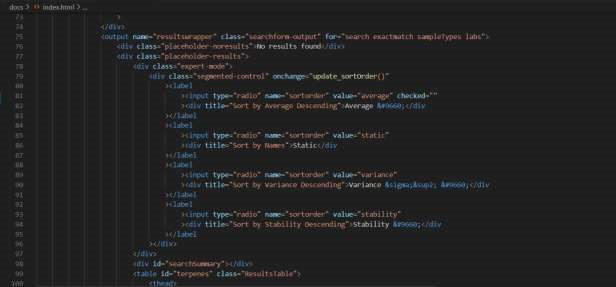 docs > index.html > ...
73 >
74 </div>
75 <output name="resultswrapper" class="searchform-output" for="search exactmatch sampleTypes labs">
76 <div class="placeholder-noresults">No results found</div>
77 <div class="placeholder-results">
78 <div class="expert-mode">
79 <div class="segmented-control" onchange="update_sortOrder()"
80 ><label
81 ><input type="radio" name="sortorder" value="average" checked=""
82 ><div title="Sort by Average Descending">Average &#9660;</div
83 ></label
84 ><label
85 ><input type="radio" name="sortorder" value="static"
86 ><div title="Sort by Names">Static</div
87 ></label
88 ><label
89 ><input type="radio" name="sortorder" value="variance"
90 ><div title="Sort by Variance Descending">Variance &sigma;&sup2; &#9660;</div
91 ></label
92 ><label
93 ><input type="radio" name="sortorder" value="stability"
94 ><div title="Sort by Stability Descending">Stability &#9660;</div
95 ></label
96 ></div>
97 </div>
98 <div id="searchSummary"></div>
99 <table id="terpenes" class="ResultsTable">
100 <thead>